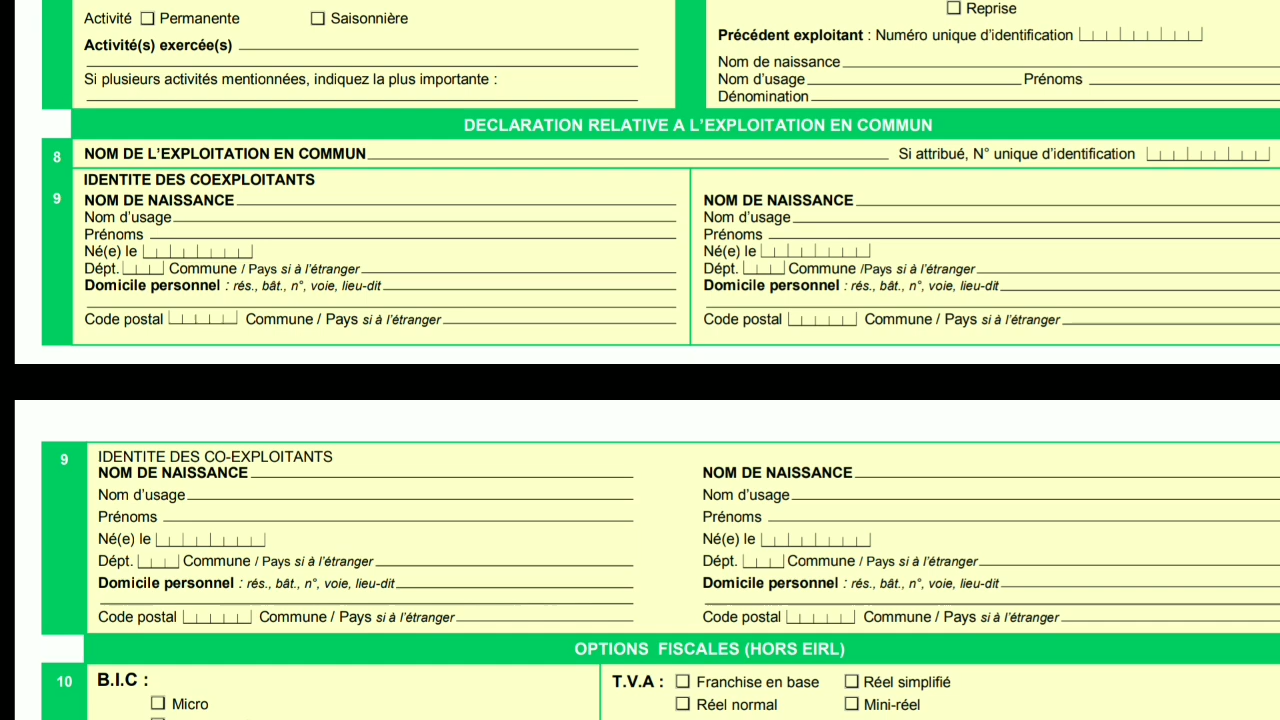 Activité Permanente Saisonnière
Activité(s) exercée(s)
Si plusieurs activités mentionnées, indiquez la plus importante :
Reprise
Précédent exploitant : Numéro unique d'identification
Nom de naissance
Nom d'usage Prénoms
Dénomination
DECLARATION RELATIVE A L'EXPLOITATION EN COMMUN
8 NOM DE L'EXPLOITATION EN COMMUN Si attribué, N° unique d'identification
9 IDENTITE DES COEXPLOITANTS
NOM DE NAISSANCE
Nom d'usage
Prénoms
Né(e) le
Dépt. Commune / Pays si à l'étranger
Domicile personnel : rés., bât., n°, voie, lieu-dit
Code postal Commune / Pays si à l'étranger
NOM DE NAISSANCE
Nom d'usage
Prénoms
Né(e) le
Dépt. Commune /Pays si à l'étranger
Domicile personnel : rés., bât., n°, voie, lieu-dit
Code postal Commune / Pays si à l'étranger
9 IDENTITE DES CO-EXPLOITANTS
NOM DE NAISSANCE
Nom d'usage
Prénoms
Né(e) le
Dépt. Commune / Pays si à l'étranger
Domicile personnel : rés., bât., n°, voie, lieu-dit
Code postal Commune / Pays si à l'étranger
NOM DE NAISSANCE
Nom d'usage
Prénoms
Né(e) le
Dépt. Commune / Pays si à l'étranger
Domicile personnel : rés., bât., n°, voie, lieu-dit
Code postal Commune / Pays si à l'étranger
OPTIONS FISCALES (HORS EIRL)
10 B.I.C :
Micro
T.V.A : Franchise en base Réel simplifié
Réel normal Mini-réel